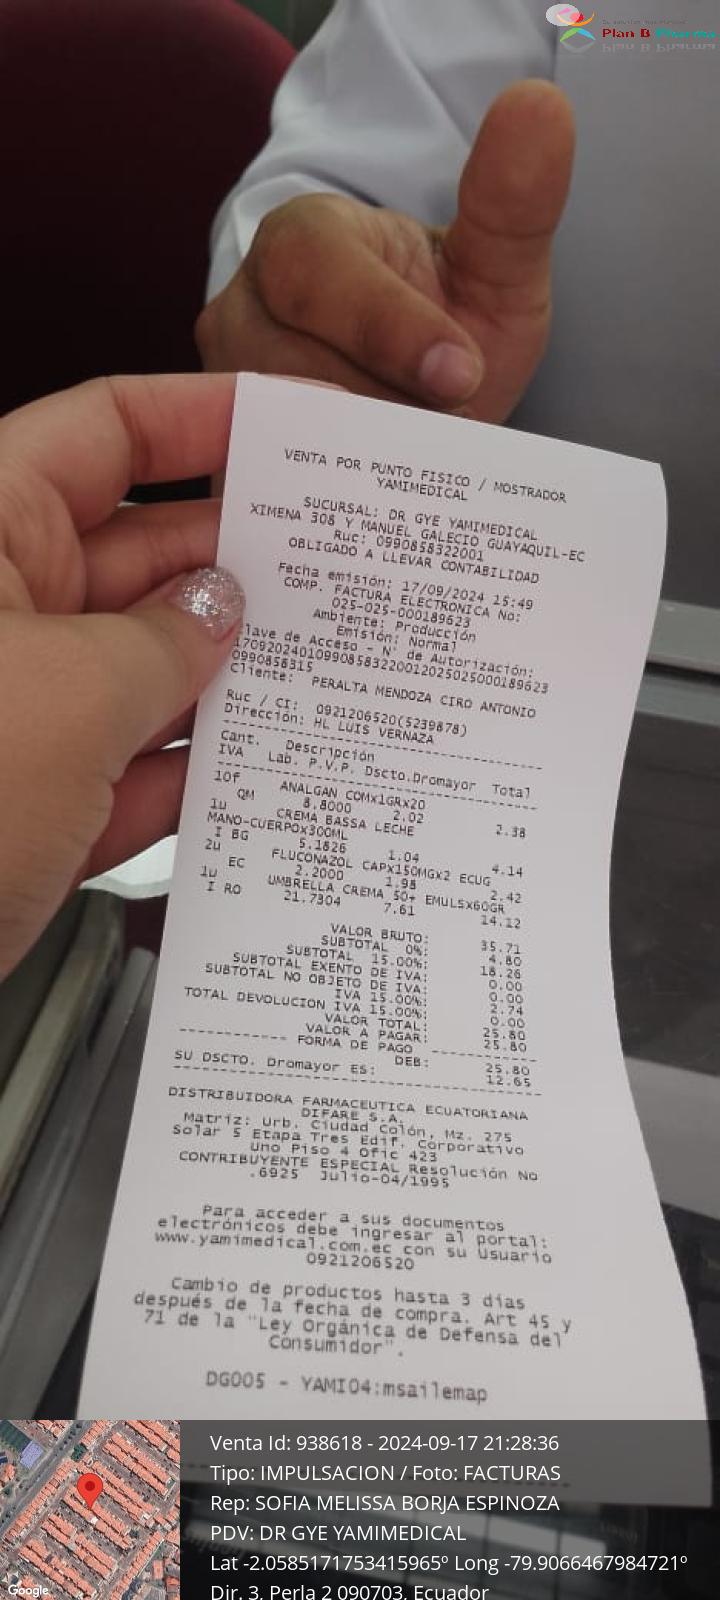 Plan B Pharma
VENTA POR PUNTO FISICO / MOSTRADOR
YAMIMEDICAL
SUCURSAL: DR GYE YAMIMEDICAL
XIMENA 308 Y MANUEL GALECIO GUAYAQUIL-EC
Ruc: 0990858322001
OBLIGADO A LLEVAR CONTABILIDAD
Fecha emisión: 17/09/2024 15:49
COMP. FACTURA ELECTRONICA No:
025-025-000189623
Ambiente: Producción
Emisión: Normal
lave de Acceso - N° de Autorización:
1709202401099085832200120250250001896​23
0990858315
Cliente: PERALTA MENDOZA CIRO ANTONIO
Ruc / CI: 0921206520(5239878)
Dirección: HL LUIS VERNAZA
Cant. Descripción
IVA Lab. P.V.P. Dscto.Dromayor Total
10f ANALGAN COMx1GRx20
QM 8.8000 2.02 2.38
1u CREMA BASSA LECHE
MANO-CUERPOx300ML
I BG 5.1826 1.04 4.14
2u FLUCONAZOL CAPX150MGx2 ECUG
EC 2.2000 1.98 2.42
1u UMBRELLA CREMA 50+ EMULSx60GR
I RO 21.7304 7.61 14.12
VALOR BRUTO: 35.71
SUBTOTAL 0%: 4.80
SUBTOTAL 15.00%: 18.26
SUBTOTAL EXENTO DE IVA: 0.00
SUBTOTAL NO OBJETO DE IVA: 0.00
IVA 15.00%: 2.74
TOTAL DEVOLUCION IVA 15.00%: 0.00
VALOR TOTAL: 25.80
VALOR A PAGAR: 25.80
------------ FORMA DE PAGO ------------
DEB: 25.80
SU DSCTO. Dromayor ES: 12.65
DISTRIBUIDORA FARMACEUTICA ECUATORIANA
DIFARE S.A.
Matriz: Urb. Ciudad Colón, Mz. 275
Solar 5 Etapa Tres Edif. Corporativo
Uno Piso 4 Ofic 423
CONTRIBUYENTE ESPECIAL Resolución No
.6925 Julio-04/1995
Para acceder a sus documentos
electrónicos debe ingresar al portal:
www.yamimedical.com.ec con su Usuario
0921206520
Cambio de productos hasta 3 días
después de la fecha de compra. Art 45 y
71 de la "Ley Orgánica de Defensa del
Consumidor".
DG005 - YAMI04:msailemap
Venta Id: 938618 - 2024-09-17 21:28:36
Tipo: IMPULSACION / Foto: FACTURAS
Rep: SOFIA MELISSA BORJA ESPINOZA
PDV: DR GYE YAMIMEDICAL
Lat -2.0585171753415965º Long -79.9066467984721º
Dir. 3, Perla 2 090703, Ecuador
Google